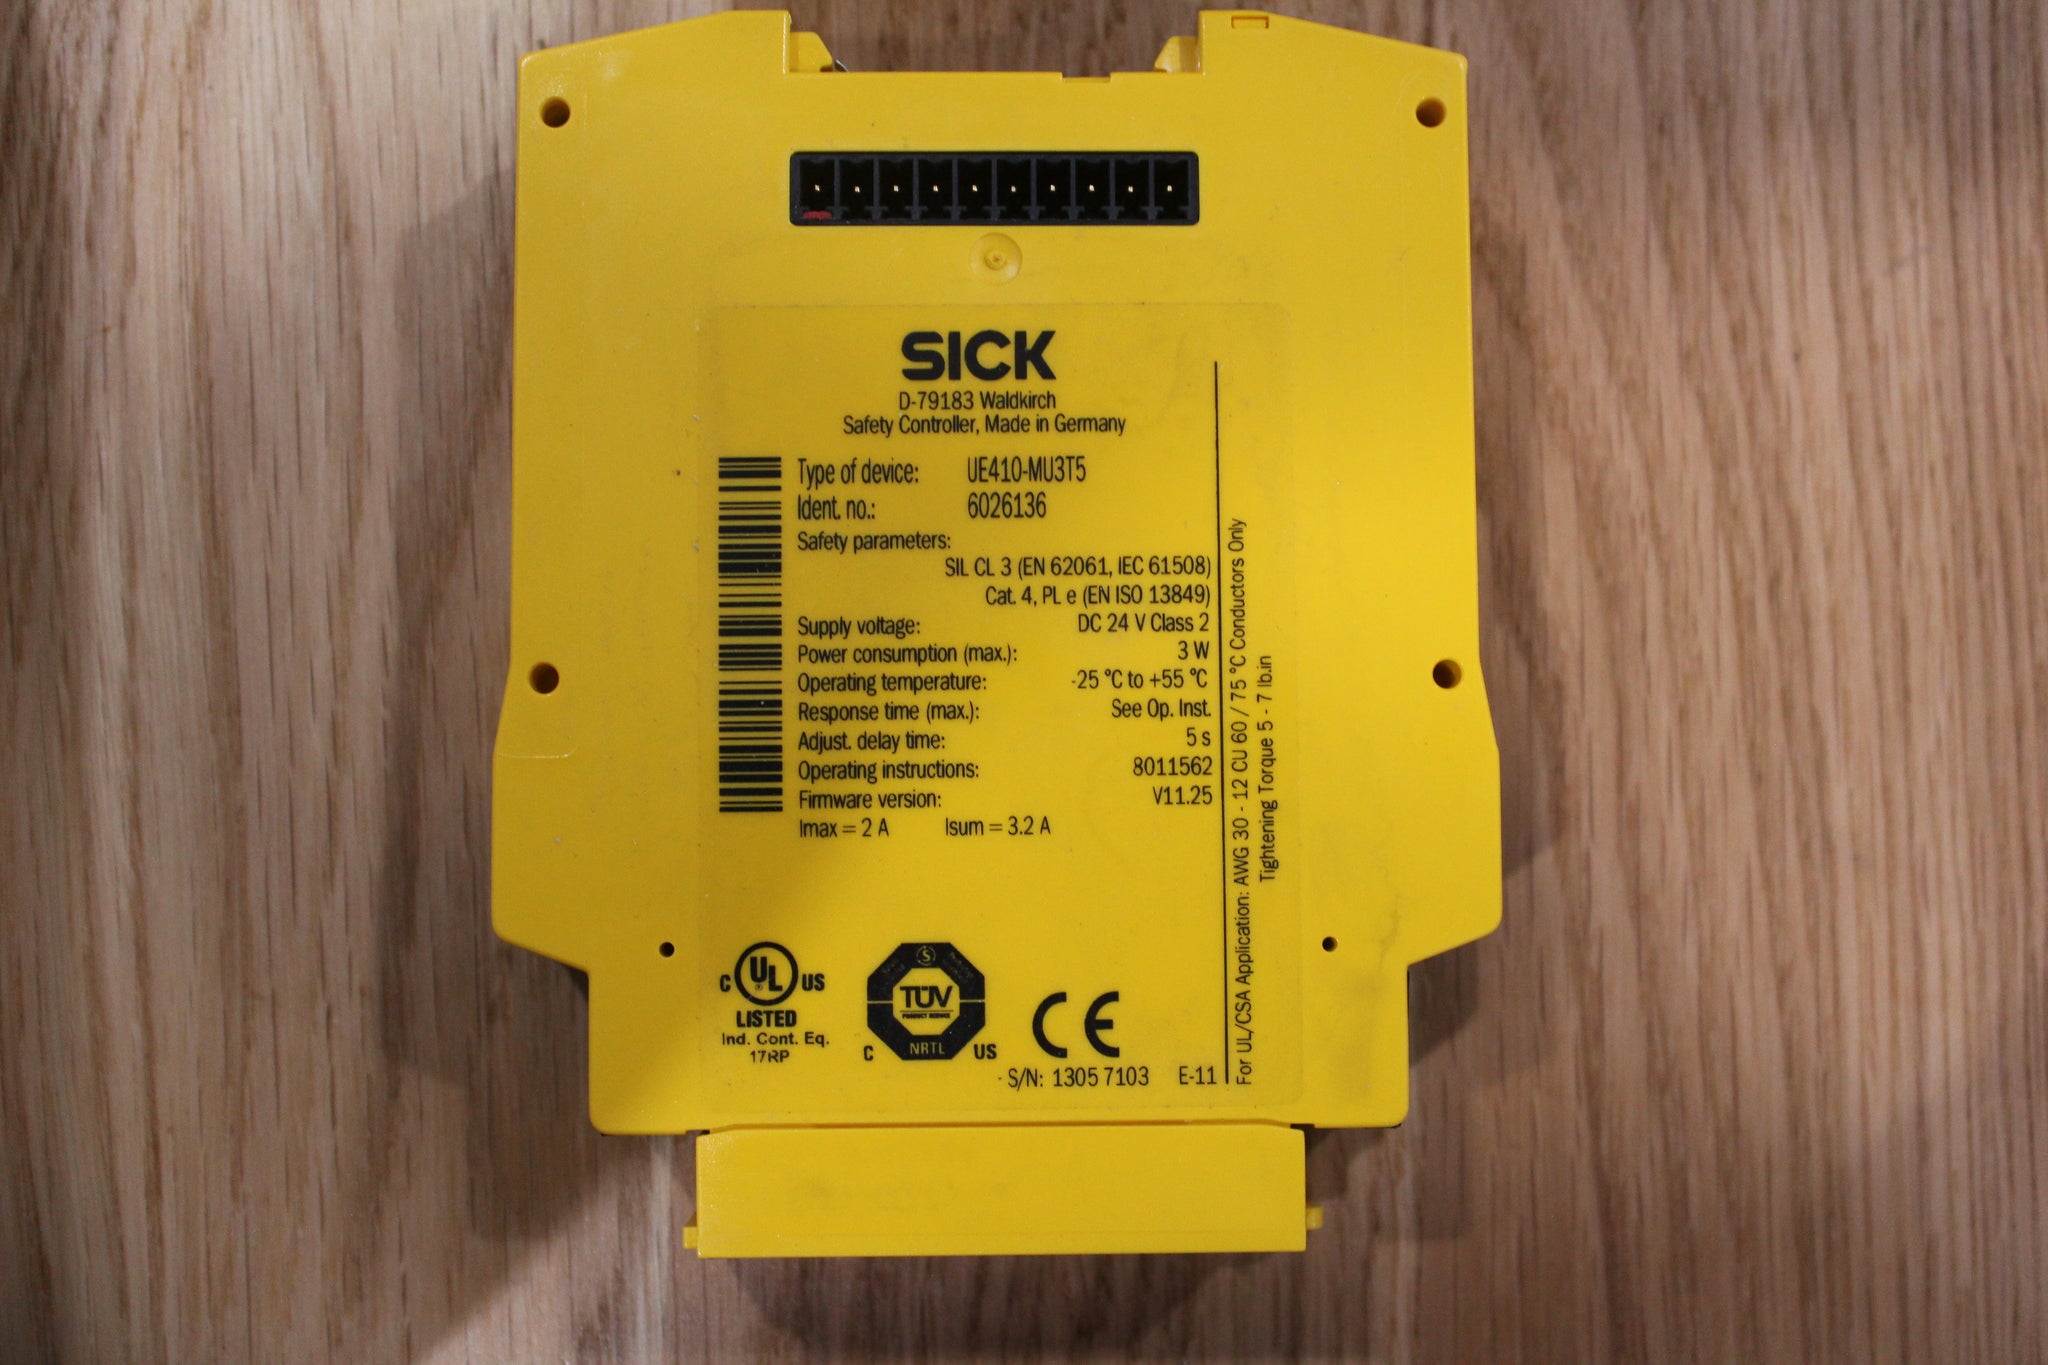 SICK
D-79183 Waldkirch
Safety Controller, Made in Germany
Type of device: UE410-MU3T5
Ident. no.: 6026136
Safety parameters:
SIL CL 3 (EN 62061, IEC 61508)
Cat. 4, PL e (EN ISO 13849)
Supply voltage: DC 24 V Class 2
Power consumption (max.): 3 W
Operating temperature: -25 °C to +55 °C
Response time (max.): See Op. Inst.
Adjust. delay time: 5 s
Operating instructions: 8011562
Firmware version: V11.25
Imax = 2 A Isum = 3.2 A
C UL ® US
LISTED
Ind. Cont. Eq.
17RP
S
TÜV
PRODUCT SERVICE
C NRTL US
CE
- S/N: 1305 7103 E-11
For UL/CSA Application: AWG 30 - 12 CU 60 / 75 °C Conductors Only
Tightening Torque 5 - 7 lb.in